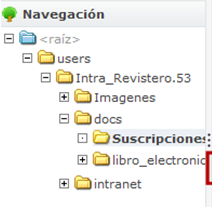 Navegación
<raíz>
users
Intra_Revistero.53
Imagenes
docs
Suscripciones
libro_electronic
intranet